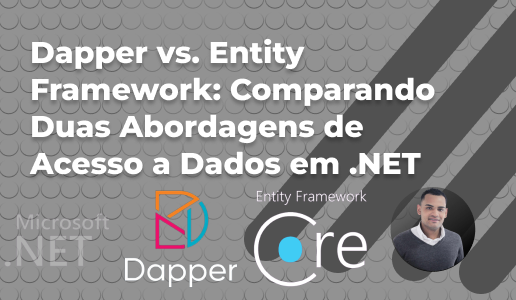 Dapper vs. Entity
Framework: Comparando
Duas Abordagens de
Acesso a Dados em .NET
Microsoft
.NET
Dapper
Entity Framework
Core